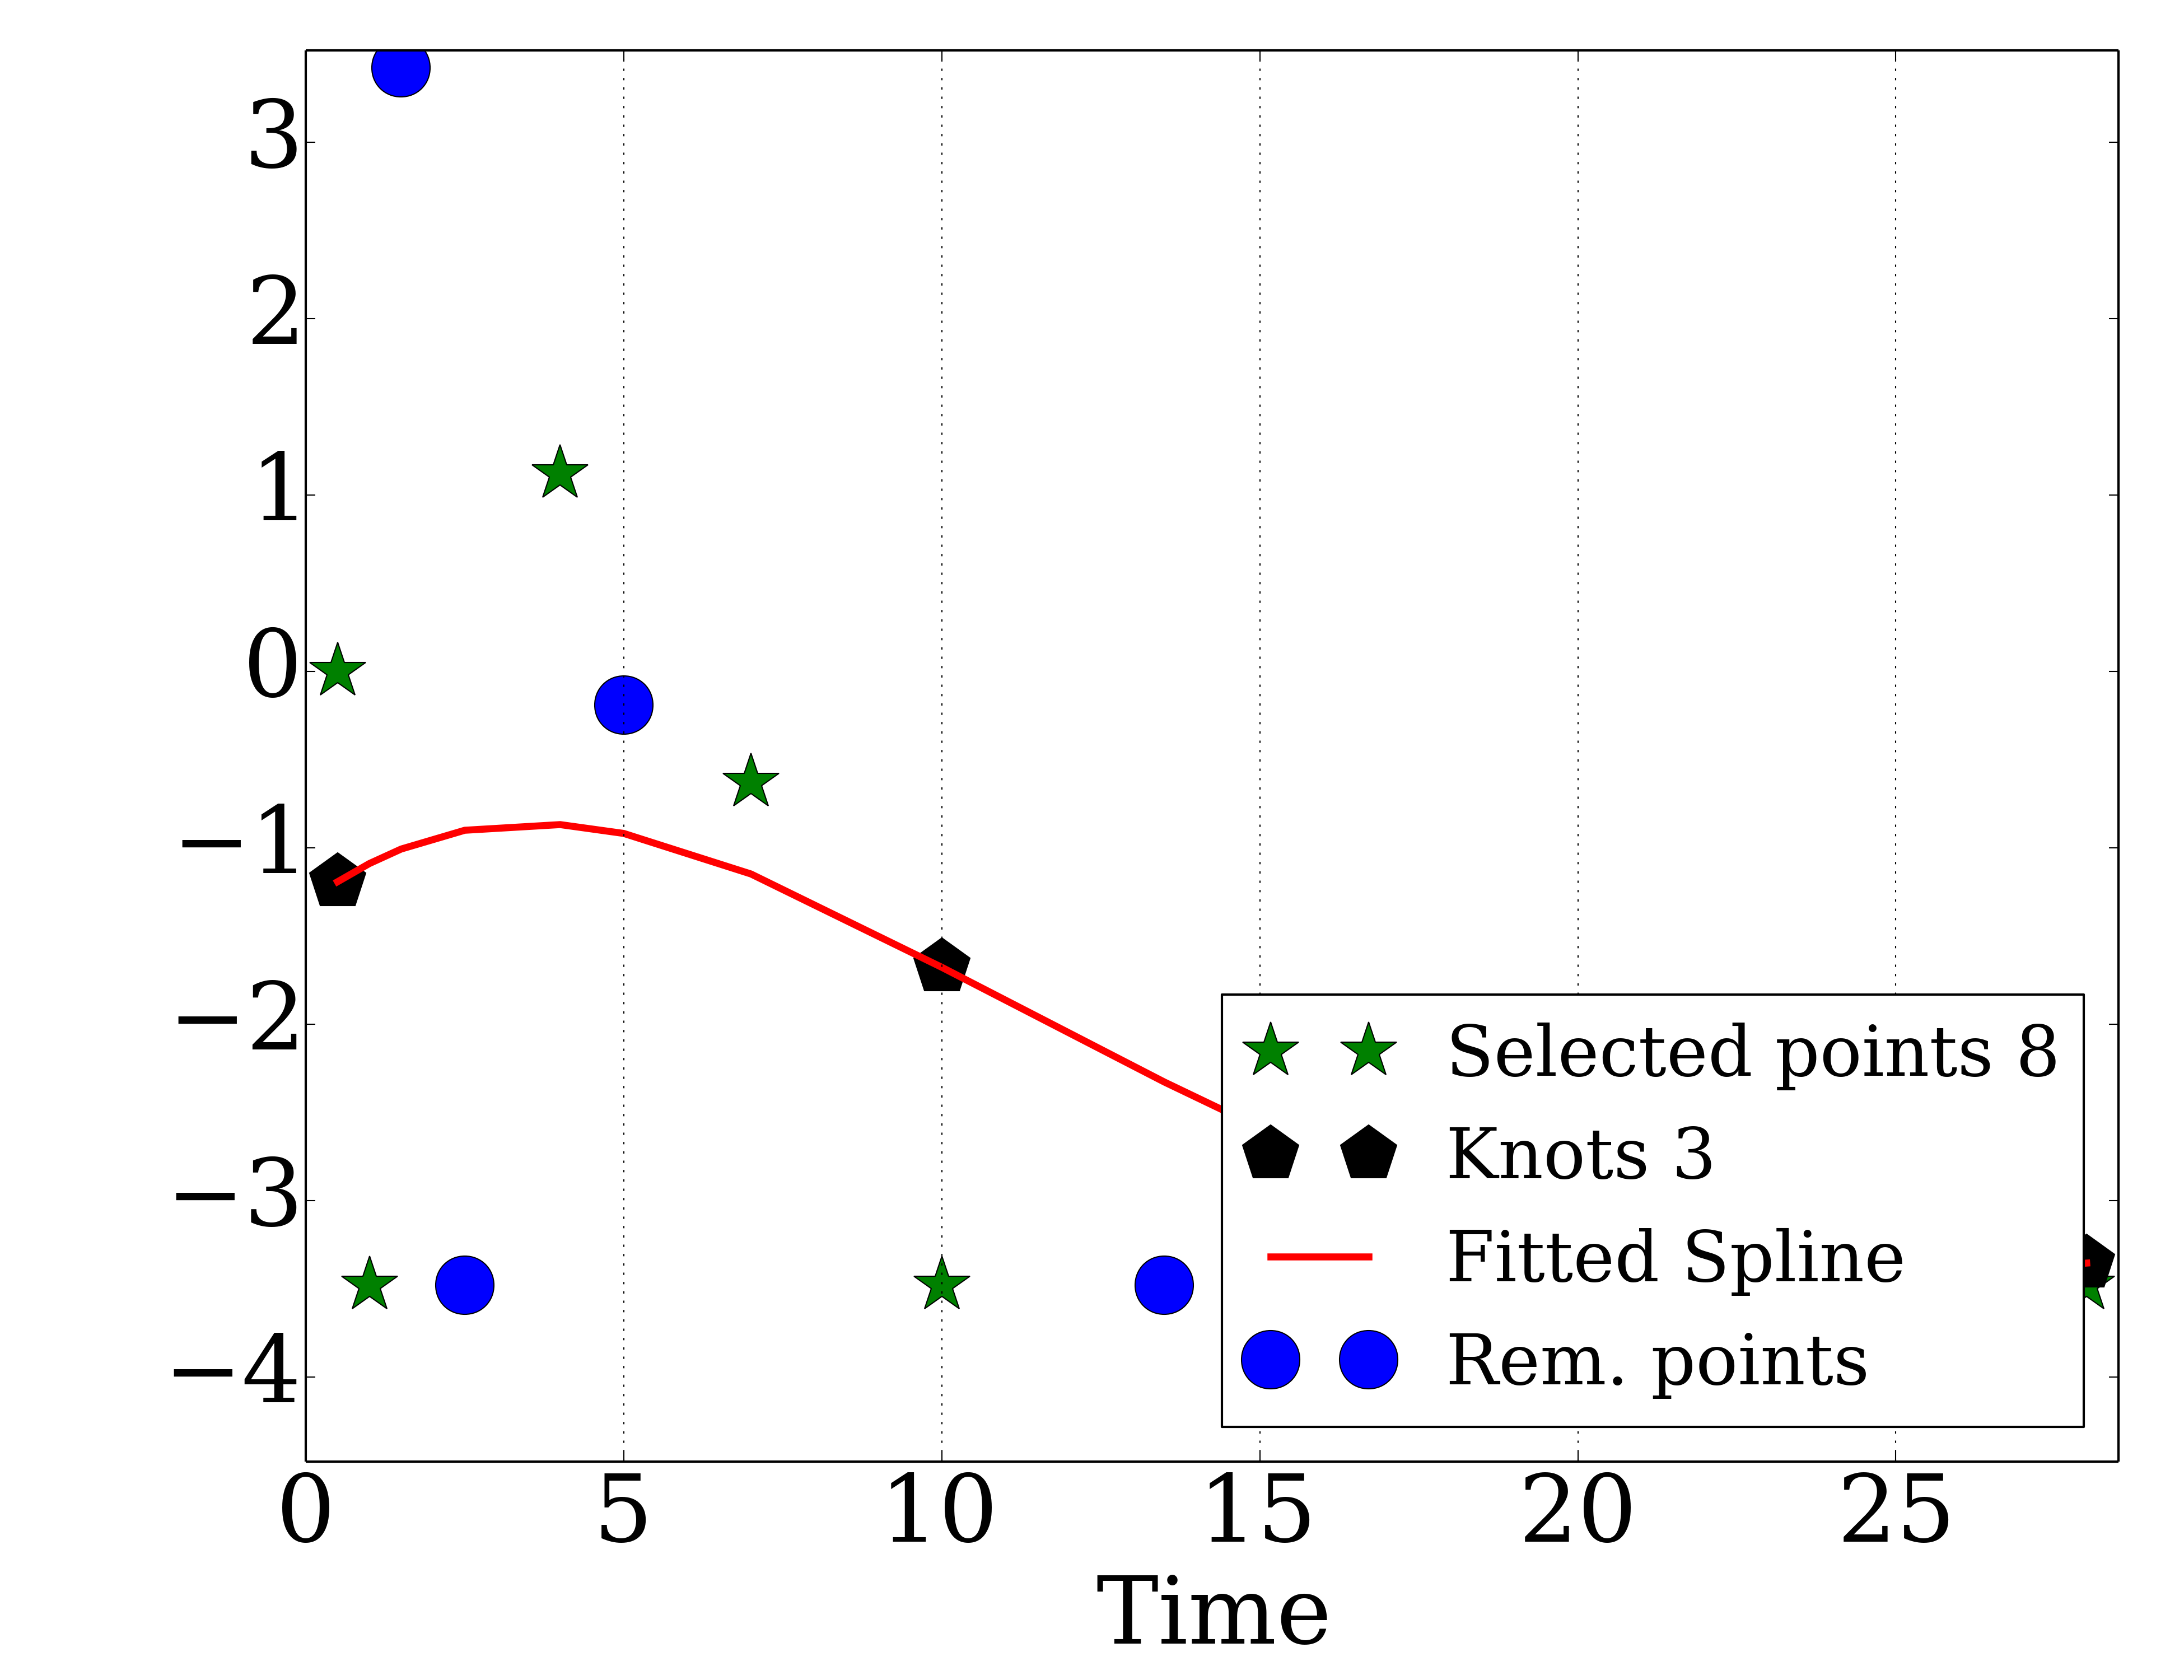 3
2
1
0
−1
−2
−3
−4
Selected points 8
Knots 3
Fitted Spline
Rem. points
0 5 10 15 20 25
Time